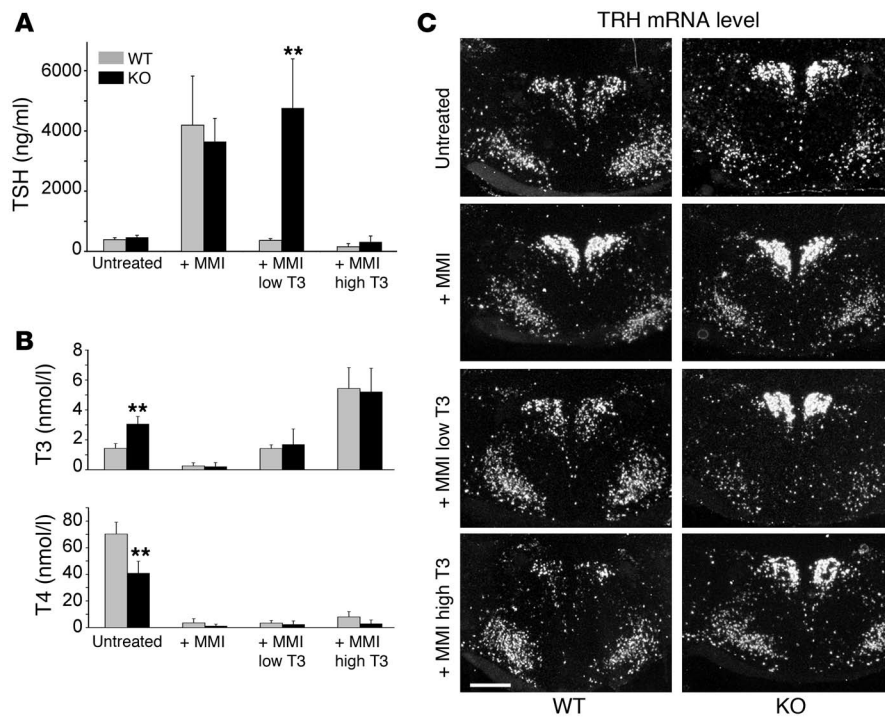 A
WT
KO
TSH (ng/ml)
6000
4000
2000
0
**
Untreated
+ MMI
+ MMI
low T3
+ MMI
high T3
B
T3 (nmol/l)
8
6
4
2
0
**
T4 (nmol/l)
80
60
40
20
0
**
Untreated
+ MMI
+ MMI
low T3
+ MMI
high T3
C
TRH mRNA level
Untreated
+ MMI
+ MMI low T3
+ MMI high T3
WT
KO